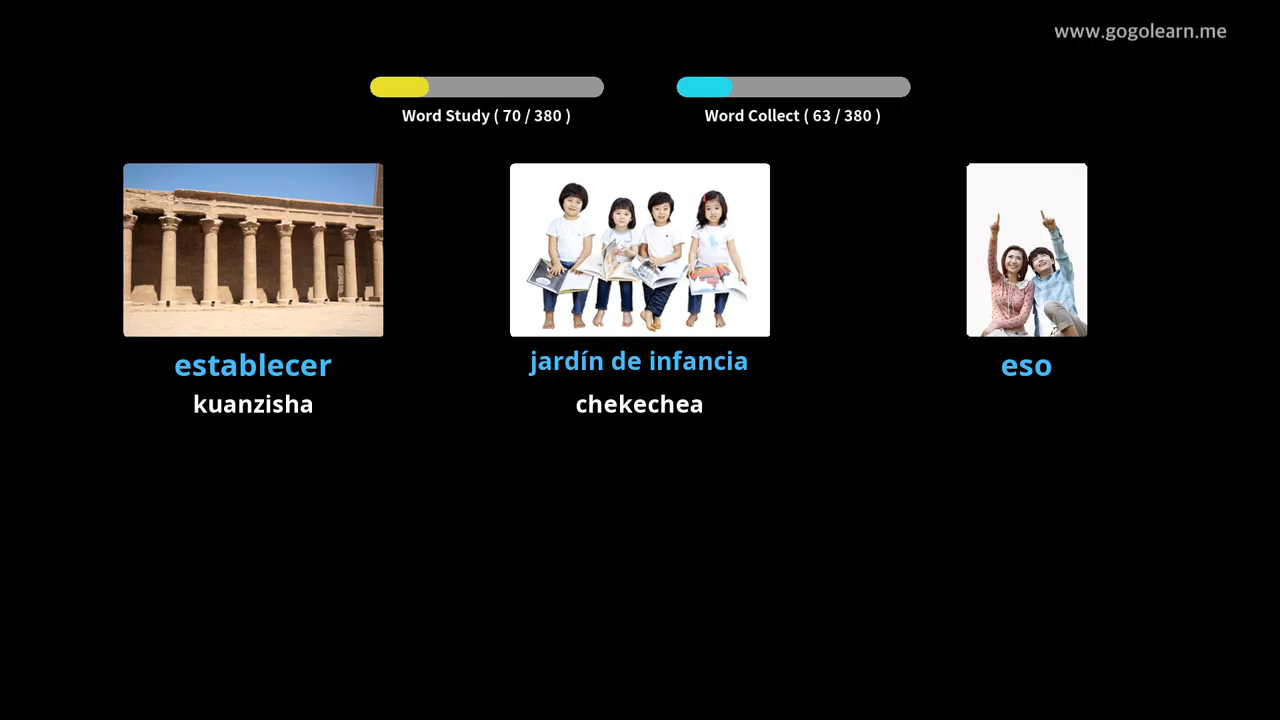 www.gogolearn.me
Word Study ( 70 / 380 )
Word Collect ( 63 / 380 )
establecer
kuanzisha
jardín de infancia
chekechea
eso